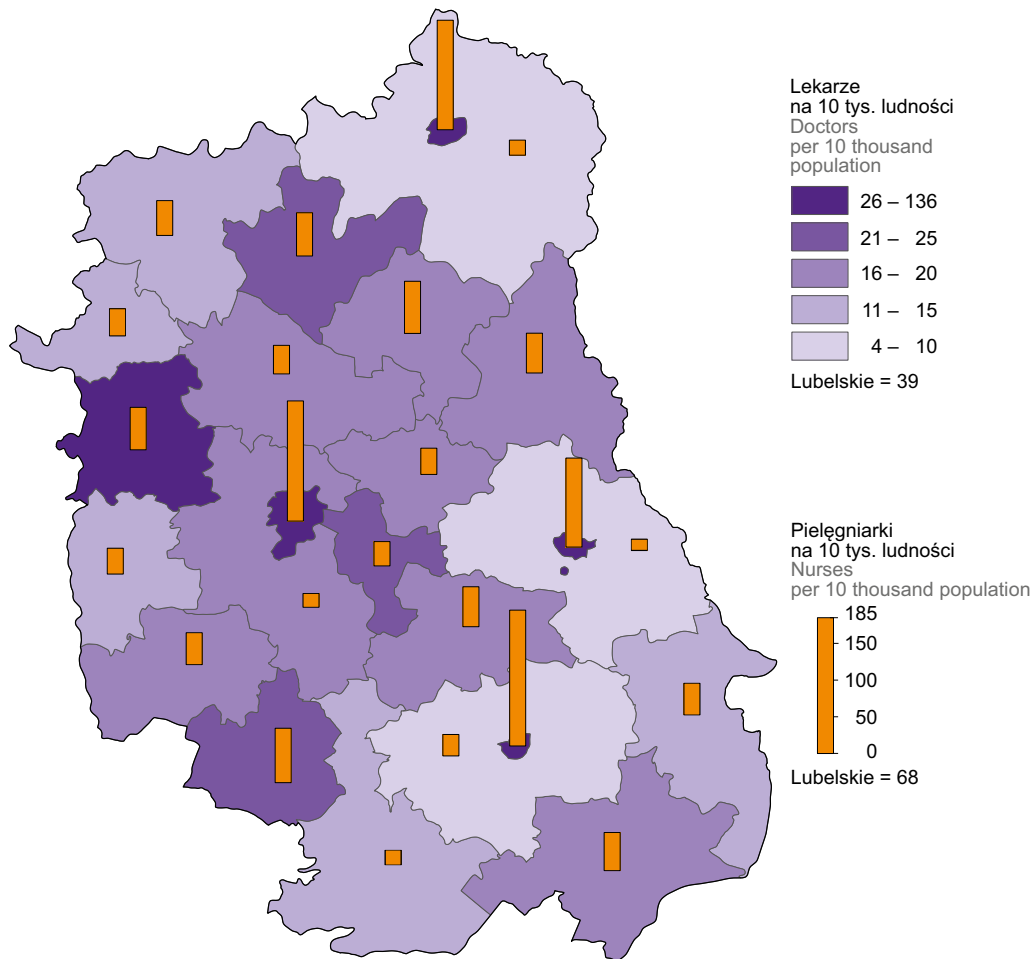 Lekarze
na 10 tys. ludności
Doctors
per 10 thousand
population
26 – 136
21 – 25
16 – 20
11 – 15
4 – 10
Lubelskie = 39
Pielęgniarki
na 10 tys. ludności
Nurses
per 10 thousand population
185
150
100
50
0
Lubelskie = 68